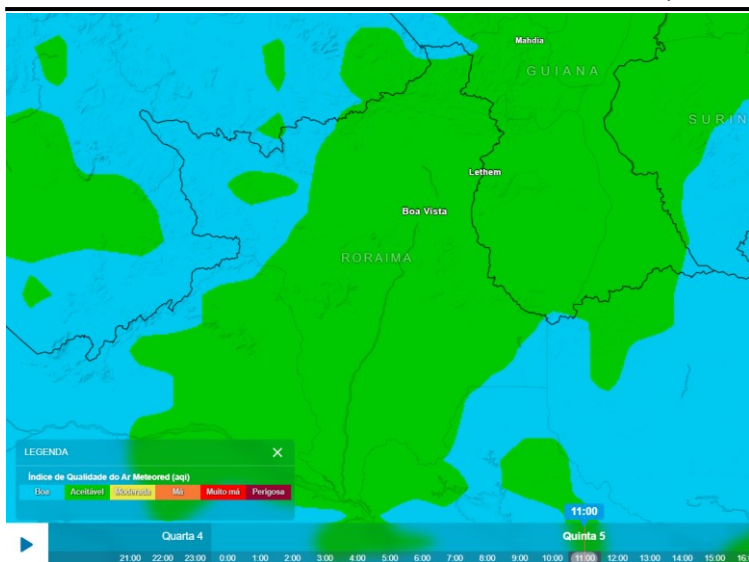 Mahdia
GUIANA
SURIN
Lethem
Boa Vista
RORAIMA
LEGENDA
Índice de Qualidade do Ar Meteored (aqi)
Boa Aceitável Moderada Má Muito má Perigosa
11:00
Quarta 4 Quinta 5
21:00 22:00 23:00 0:00 1:00 2:00 3:00 4:00 5:00 6:00 7:00 8:00 9:00 10:00 11:00 12:00 13:00 14:00 15:00 16: